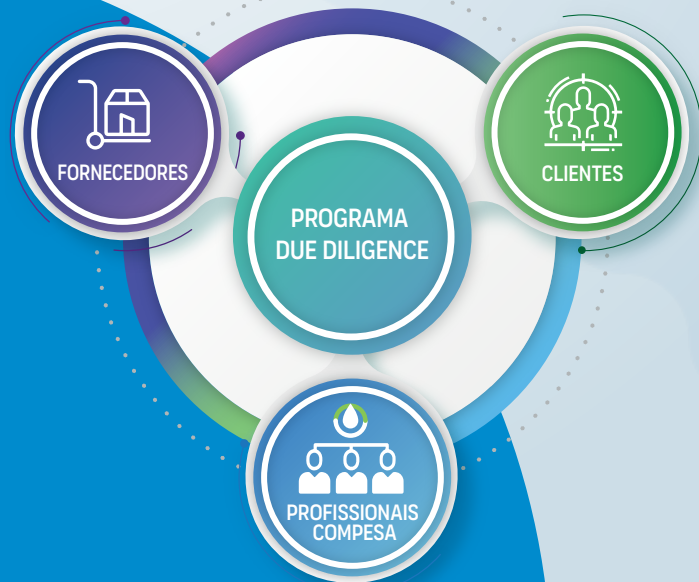 FORNECEDORES
CLIENTES
PROGRAMA
DUE DILIGENCE
PROFISSIONAIS
COMPESA